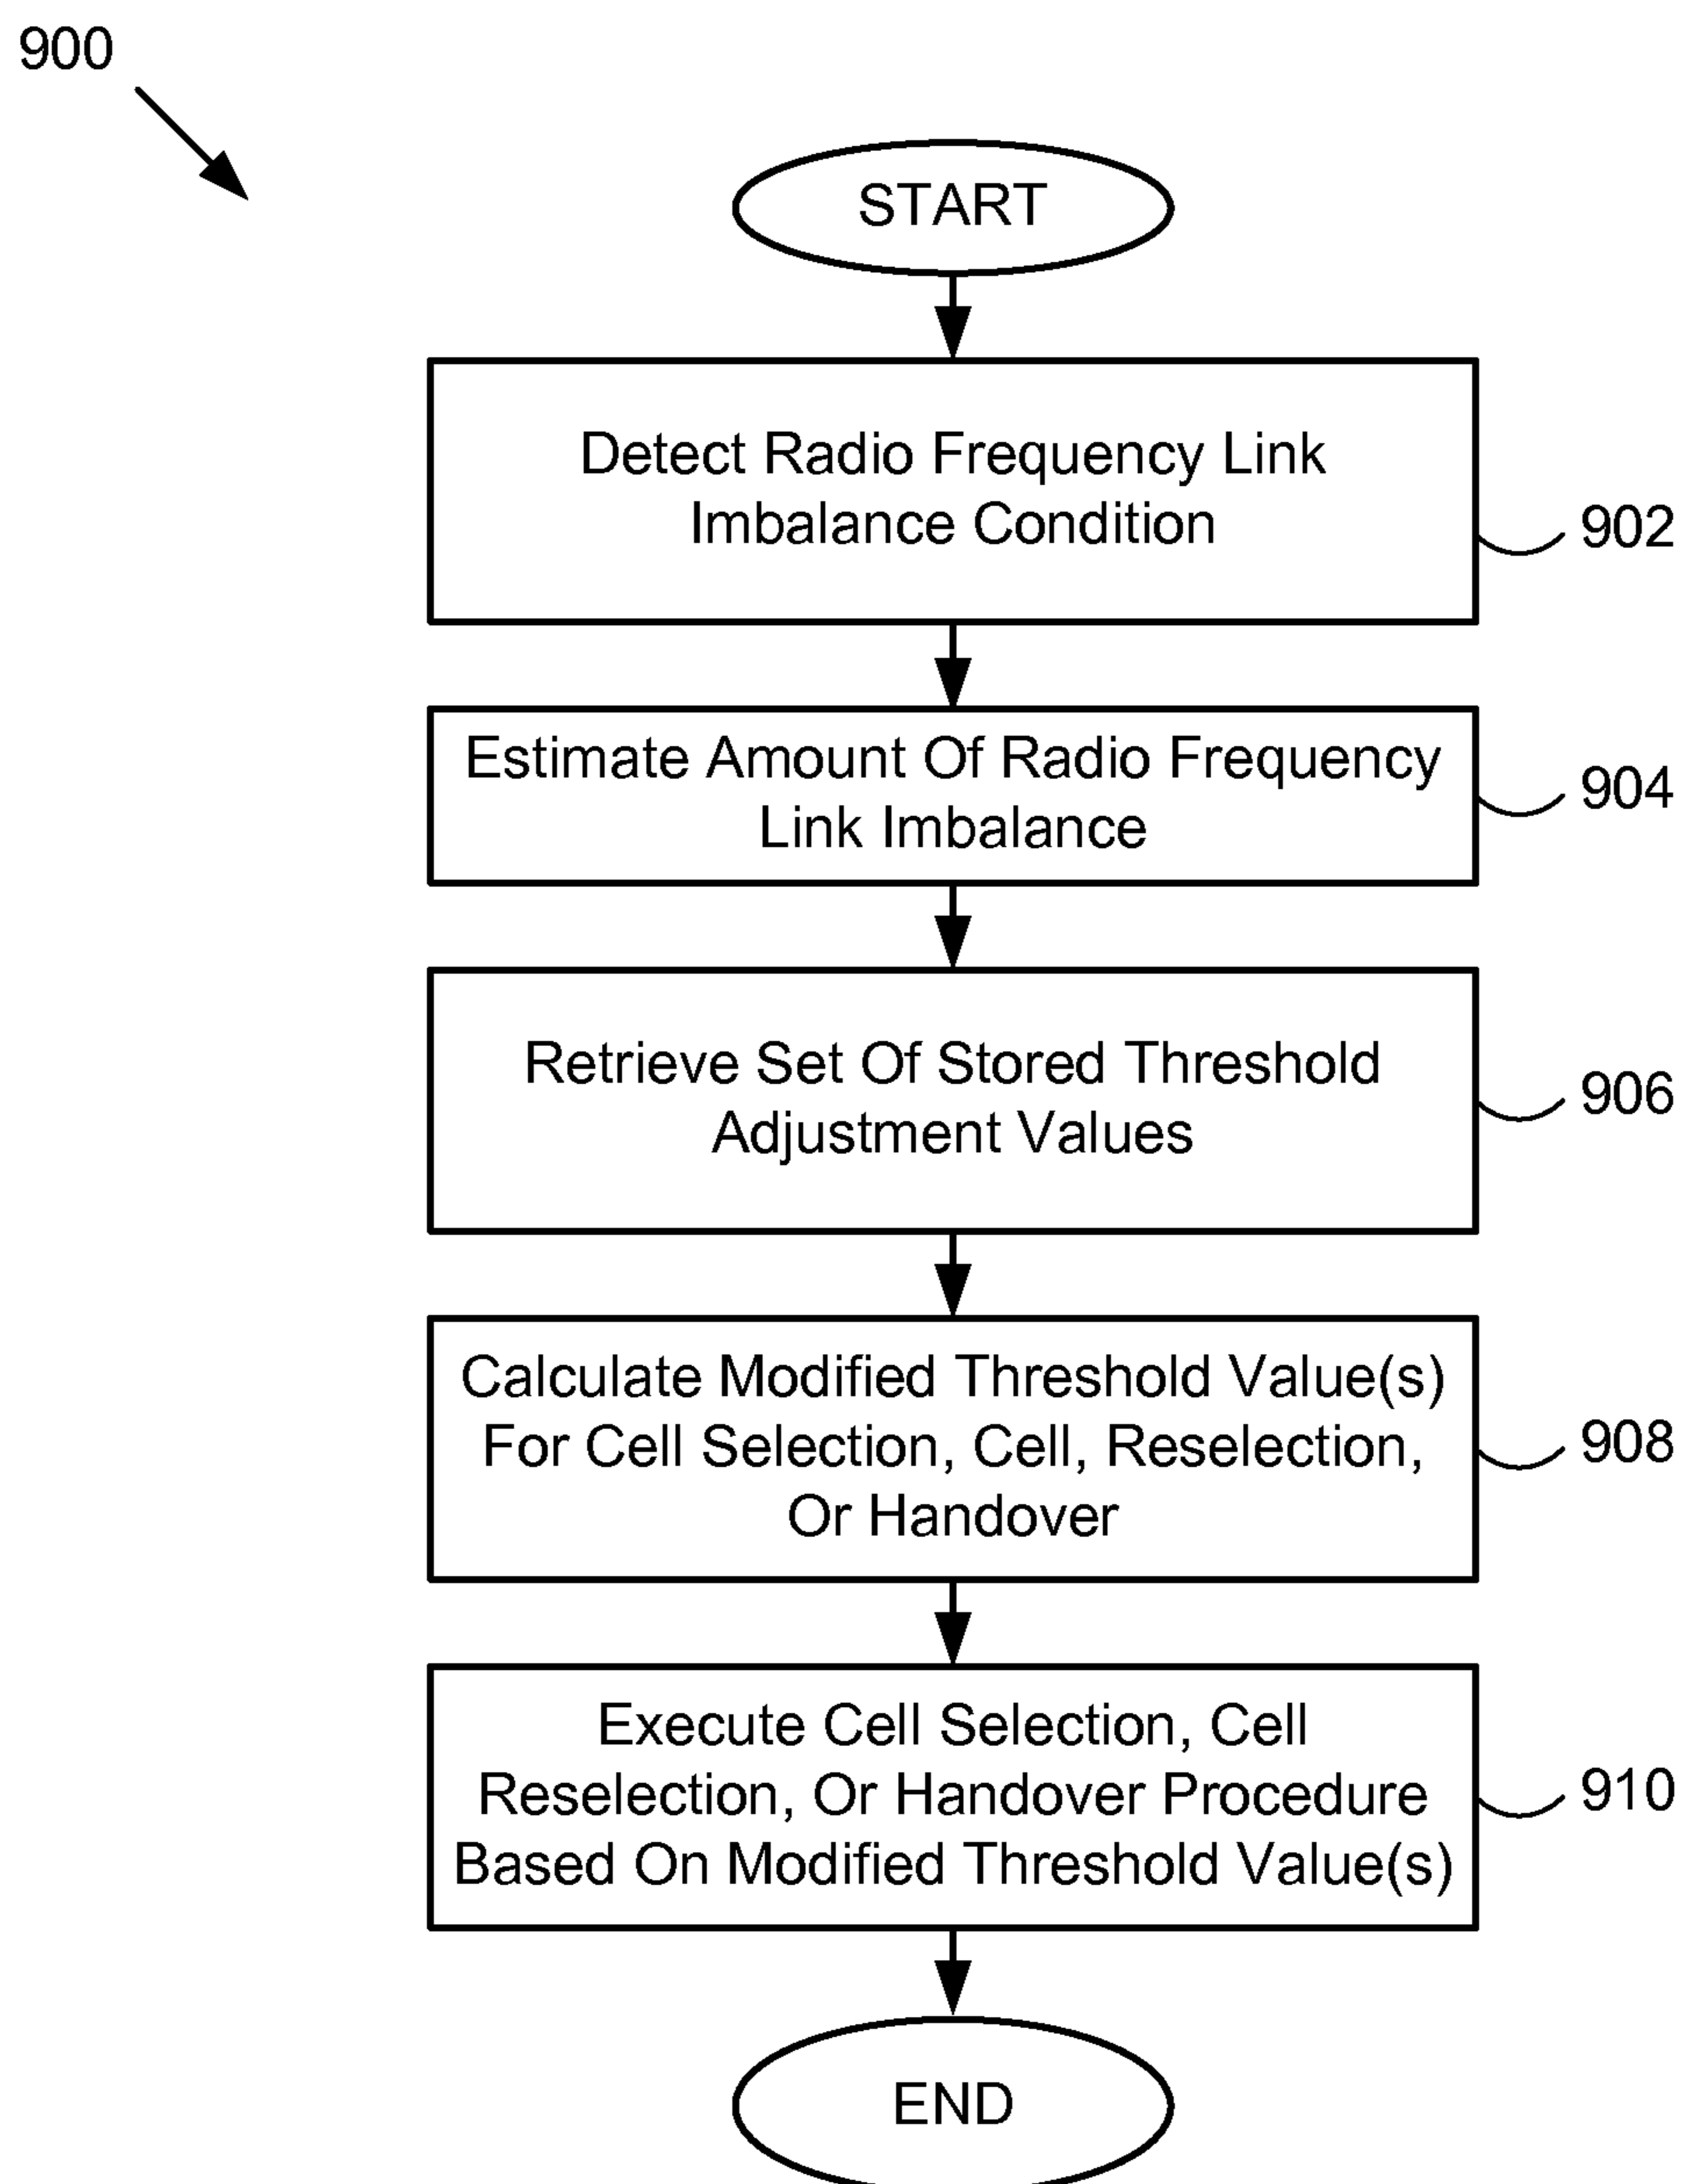 900
START
Detect Radio Frequency Link
Imbalance Condition
902
Estimate Amount Of Radio Frequency
Link Imbalance
904
Retrieve Set Of Stored Threshold
Adjustment Values
906
Calculate Modified Threshold Value(s)
For Cell Selection, Cell, Reselection,
Or Handover
908
Execute Cell Selection, Cell
Reselection, Or Handover Procedure
Based On Modified Threshold Value(s)
910
END